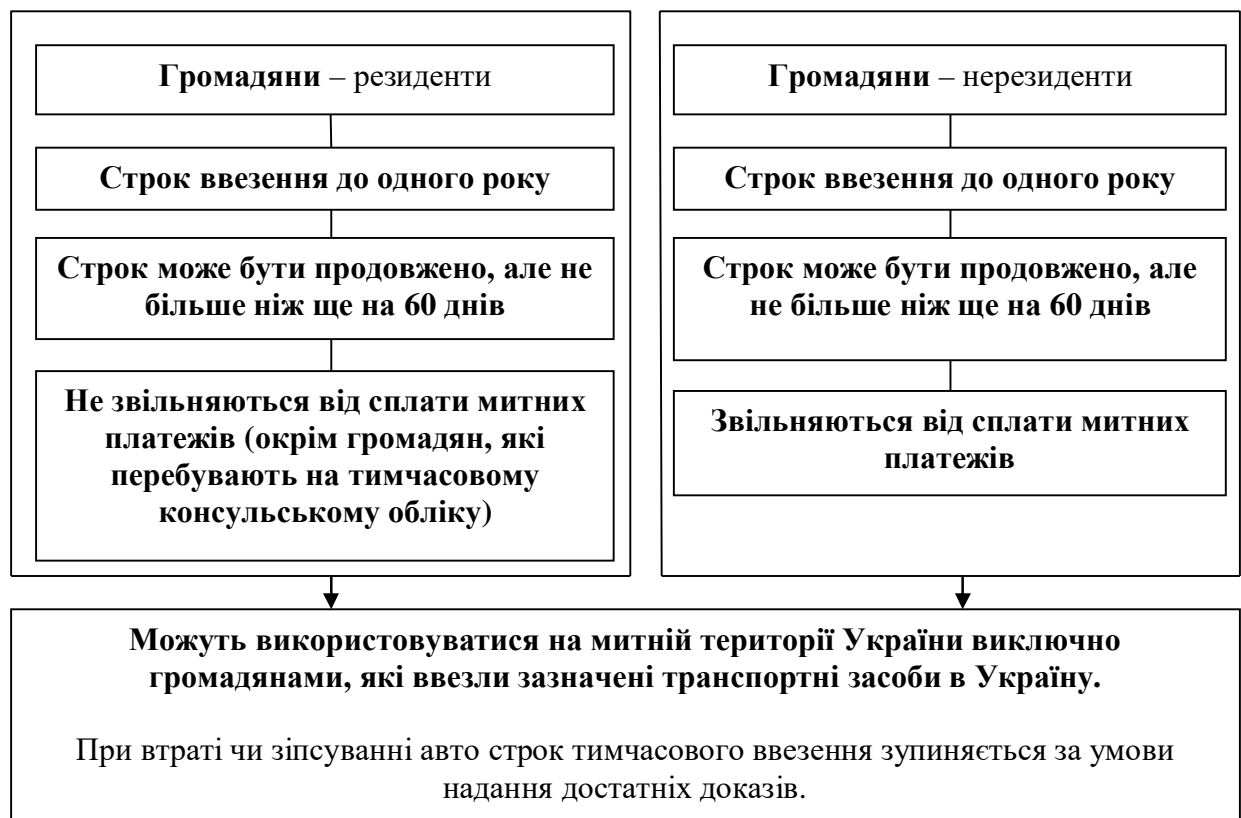 Громадяни – резиденти
Строк ввезення до одного року
Строк може бути продовжено, але не
більше ніж ще на 60 днів
Не звільняються від сплати митних
платежів (окрім громадян, які
перебувають на тимчасовому
консульському обліку)
Громадяни – нерезиденти
Строк ввезення до одного року
Строк може бути продовжено, але
не більше ніж ще на 60 днів
Звільняються від сплати митних
платежів
Можуть використовуватися на митній території України виключно
громадянами, які ввезли зазначені транспортні засоби в Україну.
При втраті чи зіпсуванні авто строк тимчасового ввезення зупиняється за умови
надання достатніх доказів.